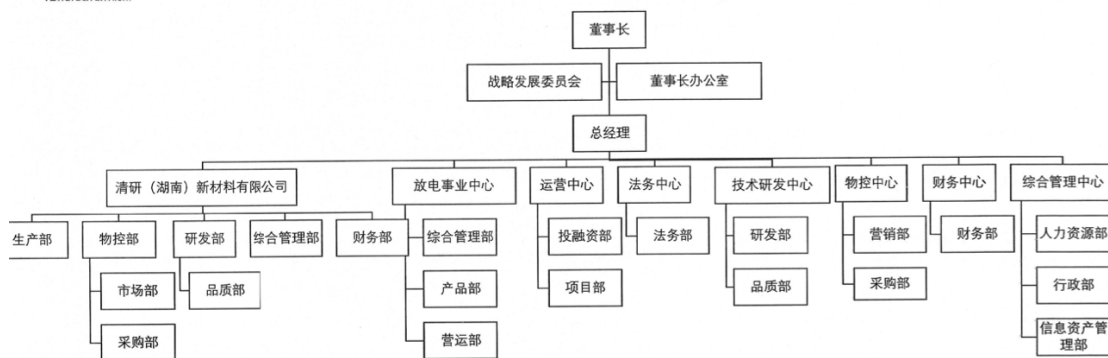 董事长
战略发展委员会
董事长办公室
总经理
清研（湖南）新材料有限公司
放电事业中心
运营中心
法务中心
技术研发中心
物控中心
财务中心
综合管理中心
生产部
物控部
研发部
综合管理部
财务部
综合管理部
投融资部
法务部
研发部
营销部
财务部
人力资源部
市场部
品质部
产品部
项目部
品质部
采购部
行政部
采购部
营运部
信息资产管
理部